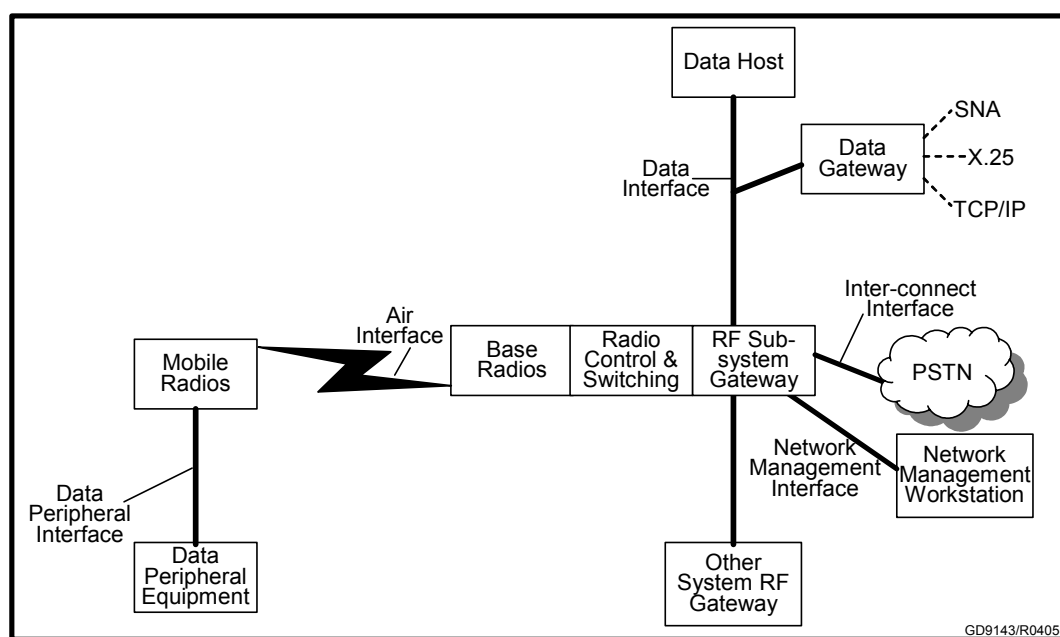 Data Host
SNA
Data
Gateway
X.25
TCP/IP
Data
Interface
Inter-connect
Interface
Air
Interface
Mobile
Radios
Base
Radios
Radio
Control &
Switching
RF Sub-
system
Gateway
PSTN
Network
Management
Interface
Network
Management
Workstation
Data
Peripheral
Interface
Data
Peripheral
Equipment
Other
System RF
Gateway
GD9143/R0405